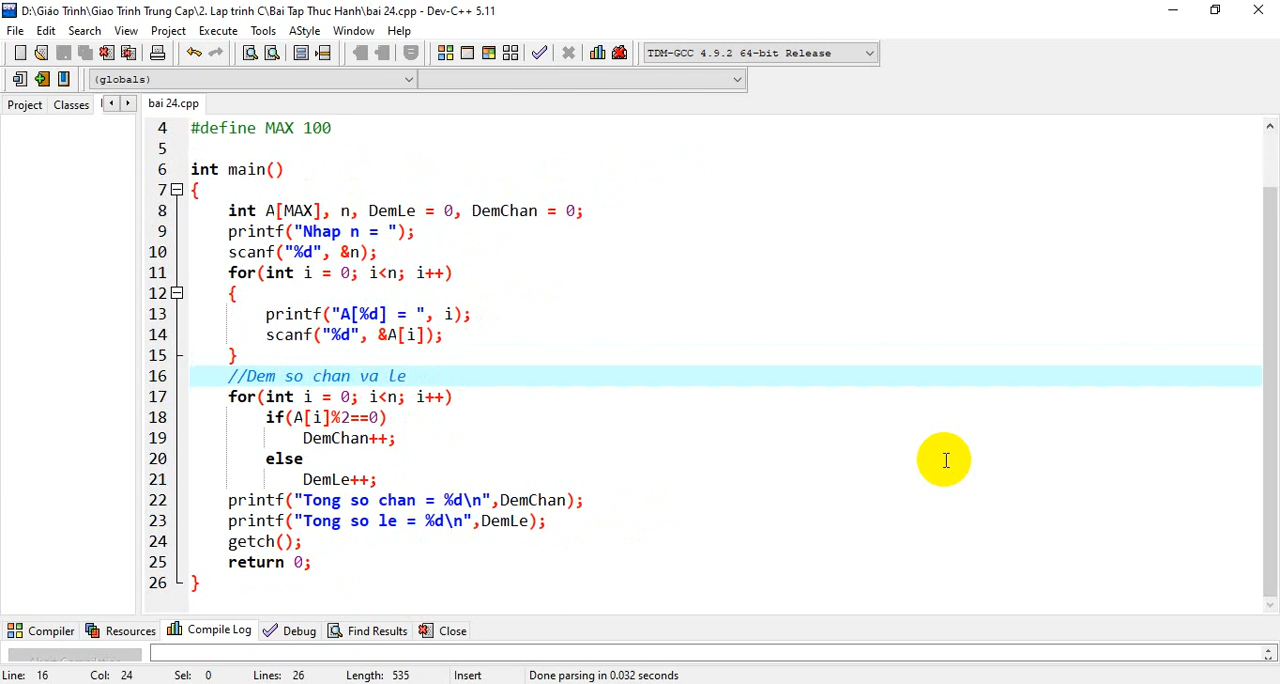 D:\Giáo Trình\Giao Trinh Trung Cap\2. Lap trinh C\Bai Tap Thuc Hanh\bai 24.cpp - Dev-C++ 5.11
File Edit Search View Project Execute Tools AStyle Window Help
TDM-GCC 4.9.2 64-bit Release
(globals)
Project Classes bai 24.cpp
4 #define MAX 100
5
6 int main()
7 {
8 int A[MAX], n, DemLe = 0, DemChan = 0;
9 printf("Nhap n = ");
10 scanf("%d", &n);
11 for(int i = 0; i<n; i++)
12 {
13 printf("A[%d] = ", i);
14 scanf("%d", &A[i]);
15 }
16 //Dem so chan va le
17 for(int i = 0; i<n; i++)
18 if(A[i]%2==0)
19 DemChan++;
20 else
21 DemLe++;
22 printf("Tong so chan = %d\n",DemChan);
23 printf("Tong so le = %d\n",DemLe);
24 getch();
25 return 0;
26 }
Compiler Resources Compile Log Debug Find Results Close
Line: 16 Col: 24 Sel: 0 Lines: 26 Length: 535 Insert Done parsing in 0.032 seconds